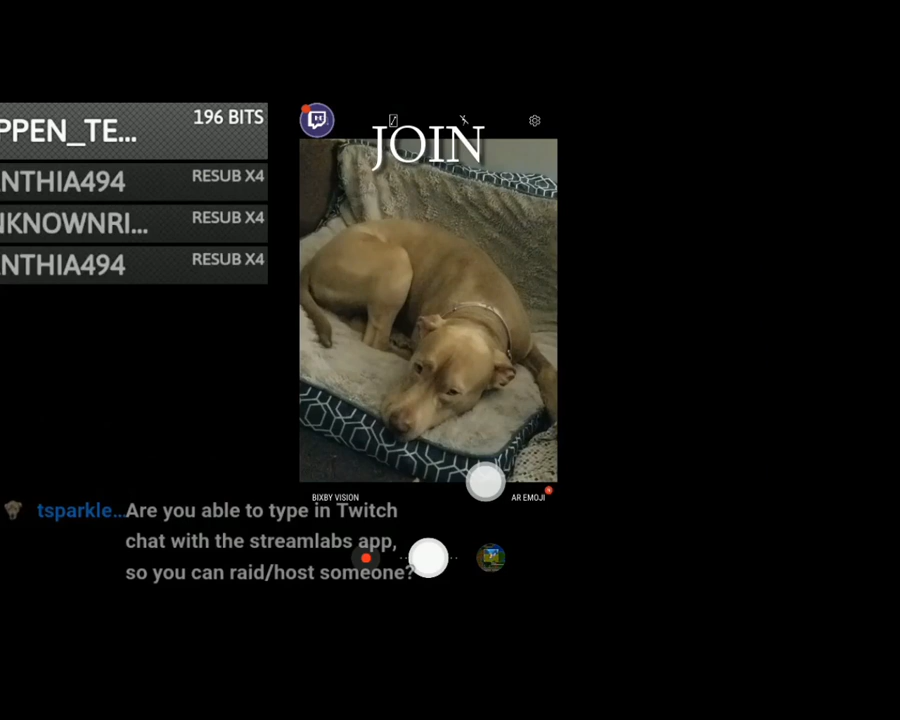 PPEN_TE... 196 BITS
NTHIA494 RESUB X4
NKNOWNRI... RESUB X4
NTHIA494 RESUB X4
JOIN
BIXBY VISION AR EMOJI
tsparkle... Are you able to type in Twitch
chat with the streamlabs app,
so you can raid/host someone?